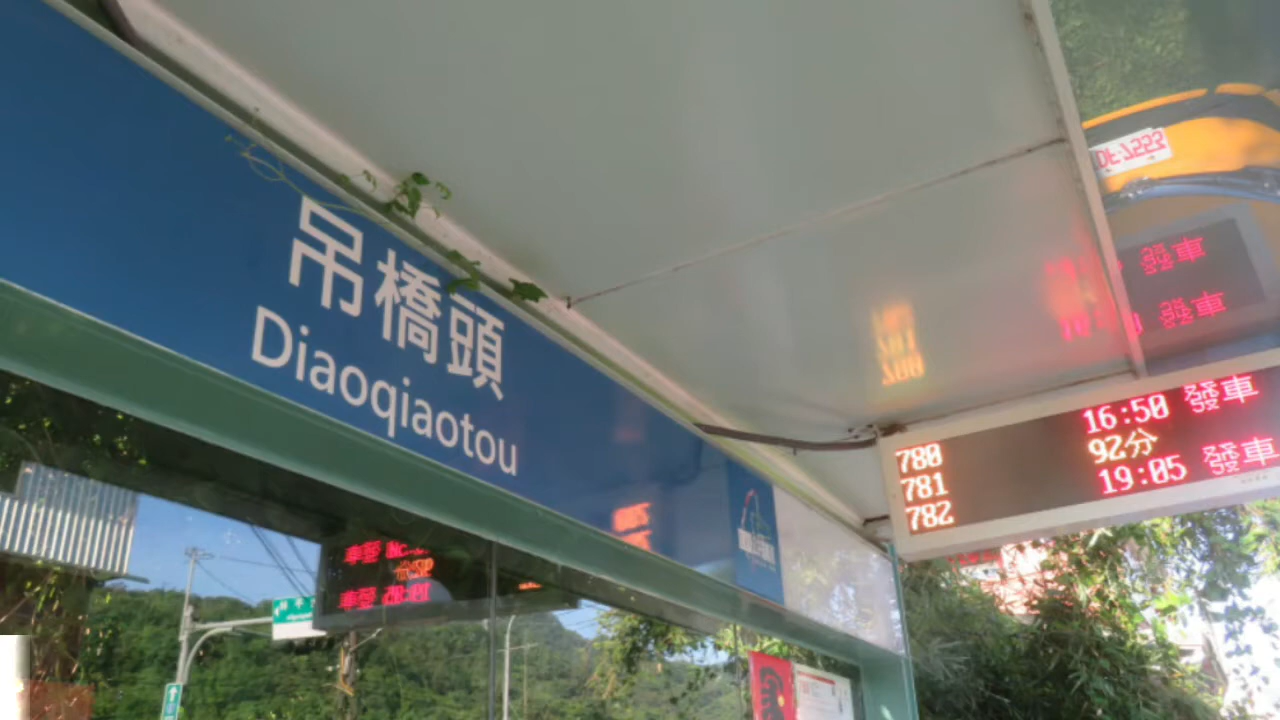 吊橋頭
Diaoqiaotou
780 16:50 發車
781 92分
782 19:05 發車